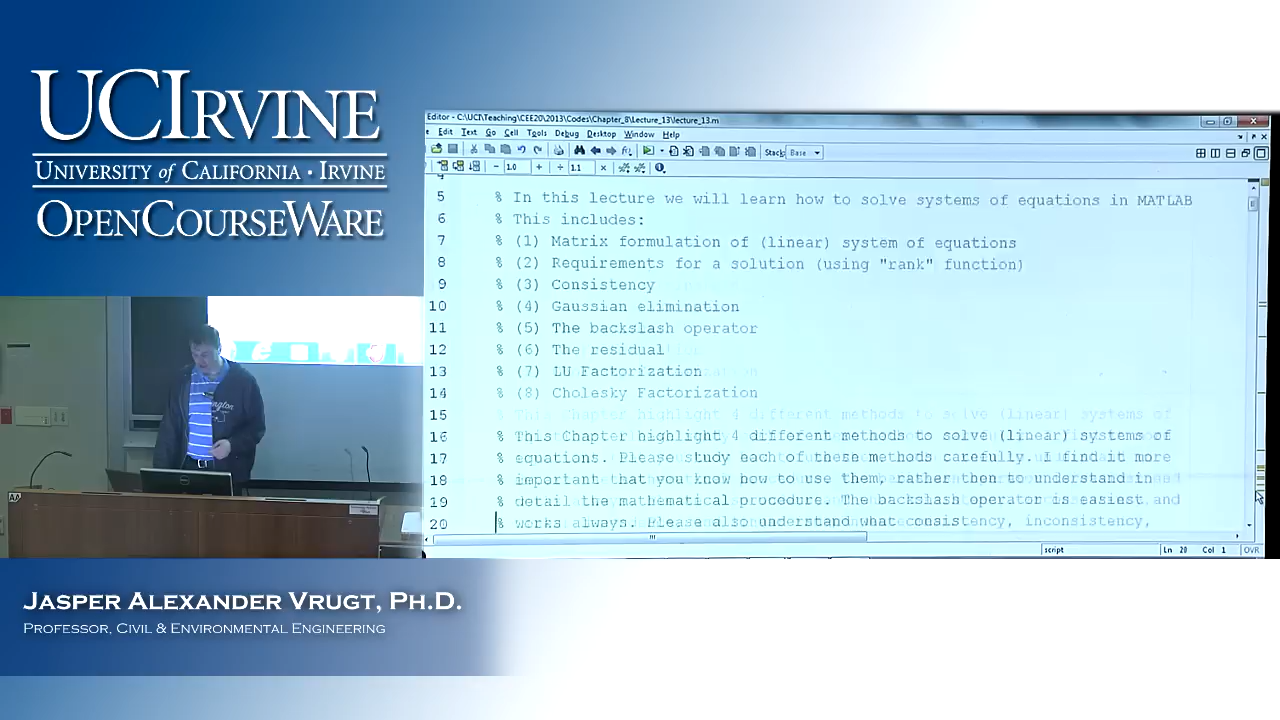 UCIRVINE
UNIVERSITY of CALIFORNIA · IRVINE
OPENCOURSEWARE
Editor - C:\UCI\Teaching\CEE20\2013\Codes\Chapter_8\Lecture_13\lecture_13.m
Edit Text Go Cell Tools Debug Desktop Window Help
Stack: Base
1.0 + ÷ 1.1 ×
5 % In this lecture we will learn how to solve systems of equations in MATLAB
6 % This includes:
7 % (1) Matrix formulation of (linear) system of equations
8 % (2) Requirements for a solution (using "rank" function)
9 % (3) Consistency
10 % (4) Gaussian elimination
11 % (5) The backslash operator
12 % (6) The residual
13 % (7) LU Factorization
14 % (8) Cholesky Factorization
15
16 % This Chapter highlight 4 different methods to solve (linear) systems of
17 % equations. Please study each of these methods carefully. I find it more
18 % important that you know how to use them, rather then to understand in
19 % detail the mathematical procedure. The backslash operator is easiest and
20 % works always. Please also understand what consistency, inconsistency,
script Ln 20 Col 1 OVR
DELL
JASPER ALEXANDER VRUGT, PH.D.
PROFESSOR, CIVIL & ENVIRONMENTAL ENGINEERING